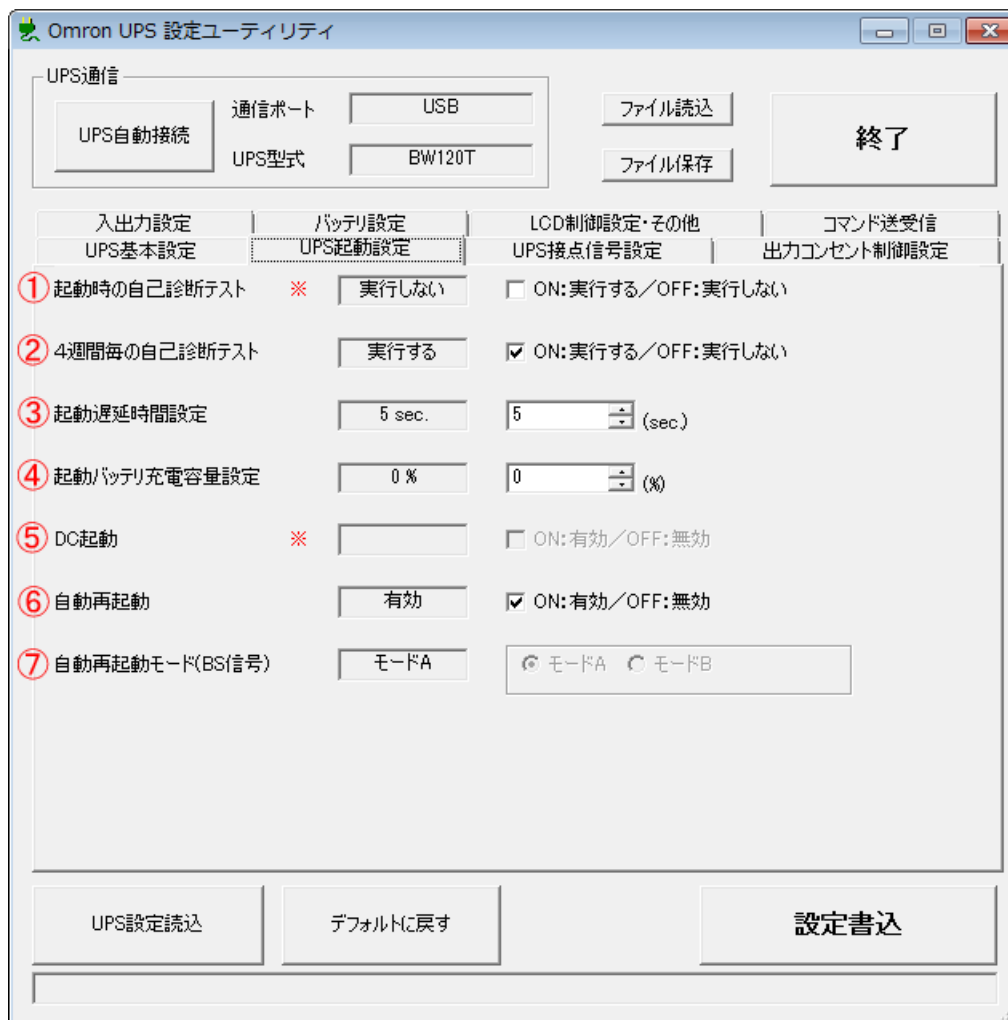 Omron UPS 設定ユーティリティ
UPS通信
UPS自動接続
通信ポート
USB
UPS型式
BW120T
ファイル読込
ファイル保存
終了
入出力設定
バッテリ設定
LCD制御設定・その他
コマンド送受信
UPS基本設定
UPS起動設定
UPS接点信号設定
出力コンセント制御設定
① 起動時の自己診断テスト ※ 実行しない ON:実行する/OFF:実行しない
② 4週間毎の自己診断テスト 実行する ON:実行する/OFF:実行しない
③ 起動遅延時間設定 5 sec. 5 (sec.)
④ 起動バッテリ充電容量設定 0 % 0 (%)
⑤ DC起動 ※ ON:有効/OFF:無効
⑥ 自動再起動 有効 ON:有効/OFF:無効
⑦ 自動再起動モード(BS信号) モードA モードA モードB
UPS設定読込
デフォルトに戻す
設定書込